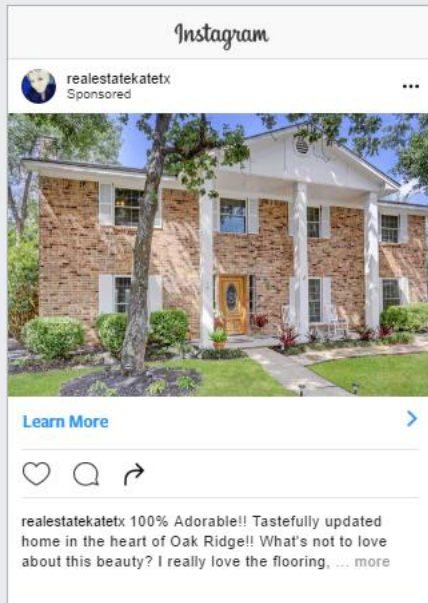 Instagram
realestatekatetx
Sponsored
Learn More
realestatekatetx 100% Adorable!! Tastefully updated
home in the heart of Oak Ridge!! What's not to love
about this beauty? I really love the flooring, ... more